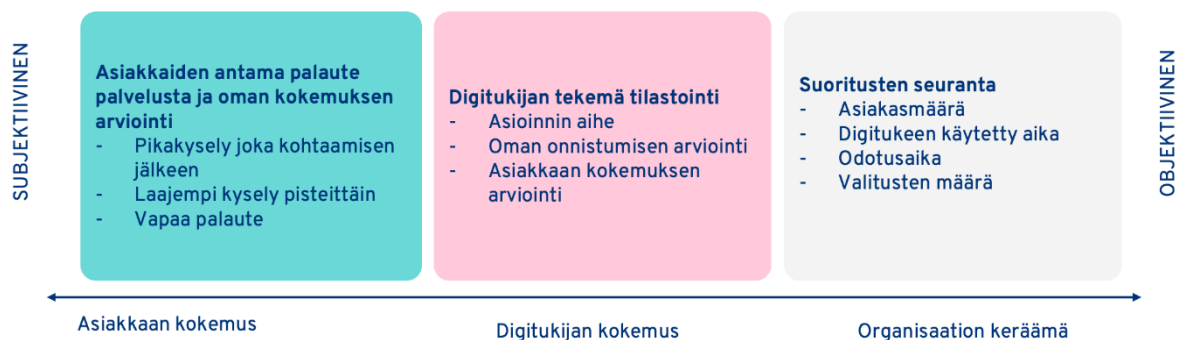 SUBJEKTIIVINEN
Asiakkaiden antama palaute
palvelusta ja oman kokemuksen
arviointi
- Pikakysely joka kohtaamisen
jälkeen
- Laajempi kysely pisteittäin
- Vapaa palaute
Digitukijan tekemä tilastointi
- Asioinnin aihe
- Oman onnistumisen arviointi
- Asiakkaan kokemuksen
arviointi
Suoritusten seuranta
- Asiakasmäärä
- Digitukeen käytetty aika
- Odotusaika
- Valitusten määrä
OBJEKTIIVINEN
Asiakkaan kokemus
Digitukijan kokemus
Organisaation keräämä